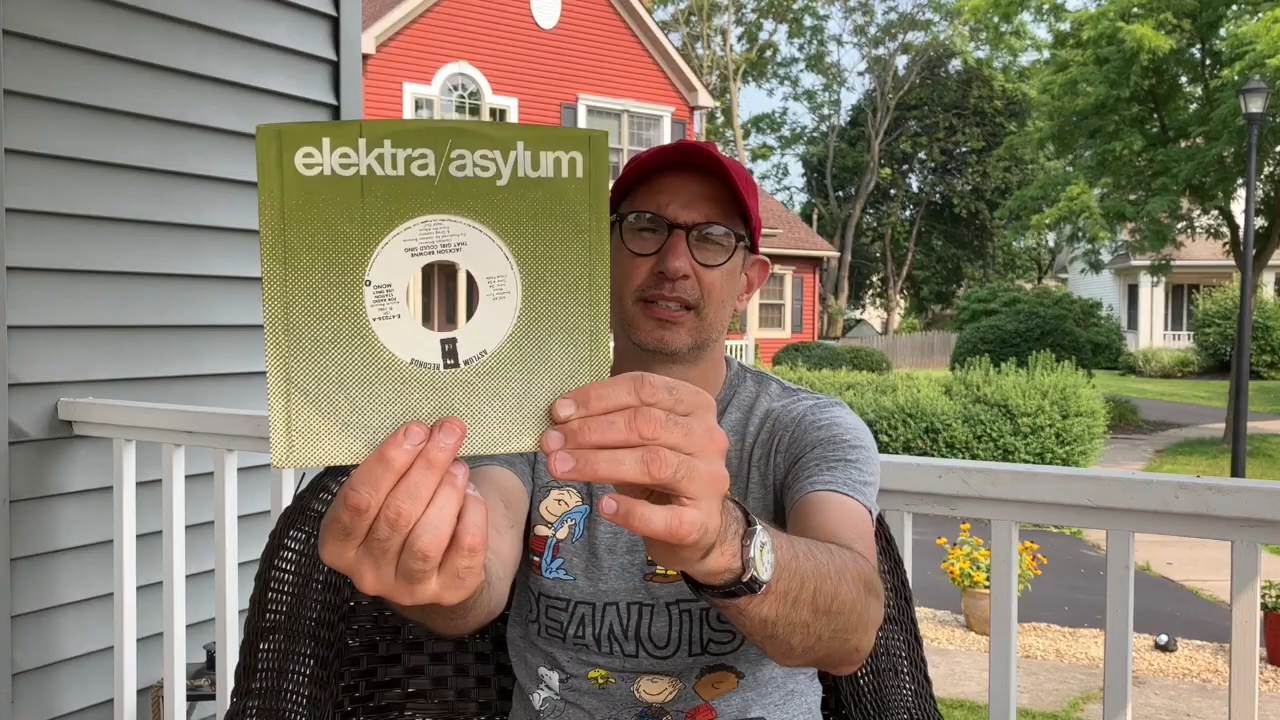 elektra/asylum
JACKSON BROWNE
THAT GIRL COULD SING
MONO
FOR RADIO
STATION
USE ONLY
E-47036-A
ASYLUM RECORDS
PEANUTS